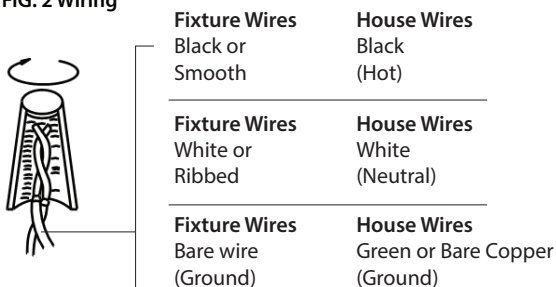 FIG. 2 Wiring
Fixture Wires House Wires
Black or Black
Smooth (Hot)
Fixture Wires House Wires
White or White
Ribbed (Neutral)
Fixture Wires House Wires
Bare wire Green or Bare Copper
(Ground) (Ground)